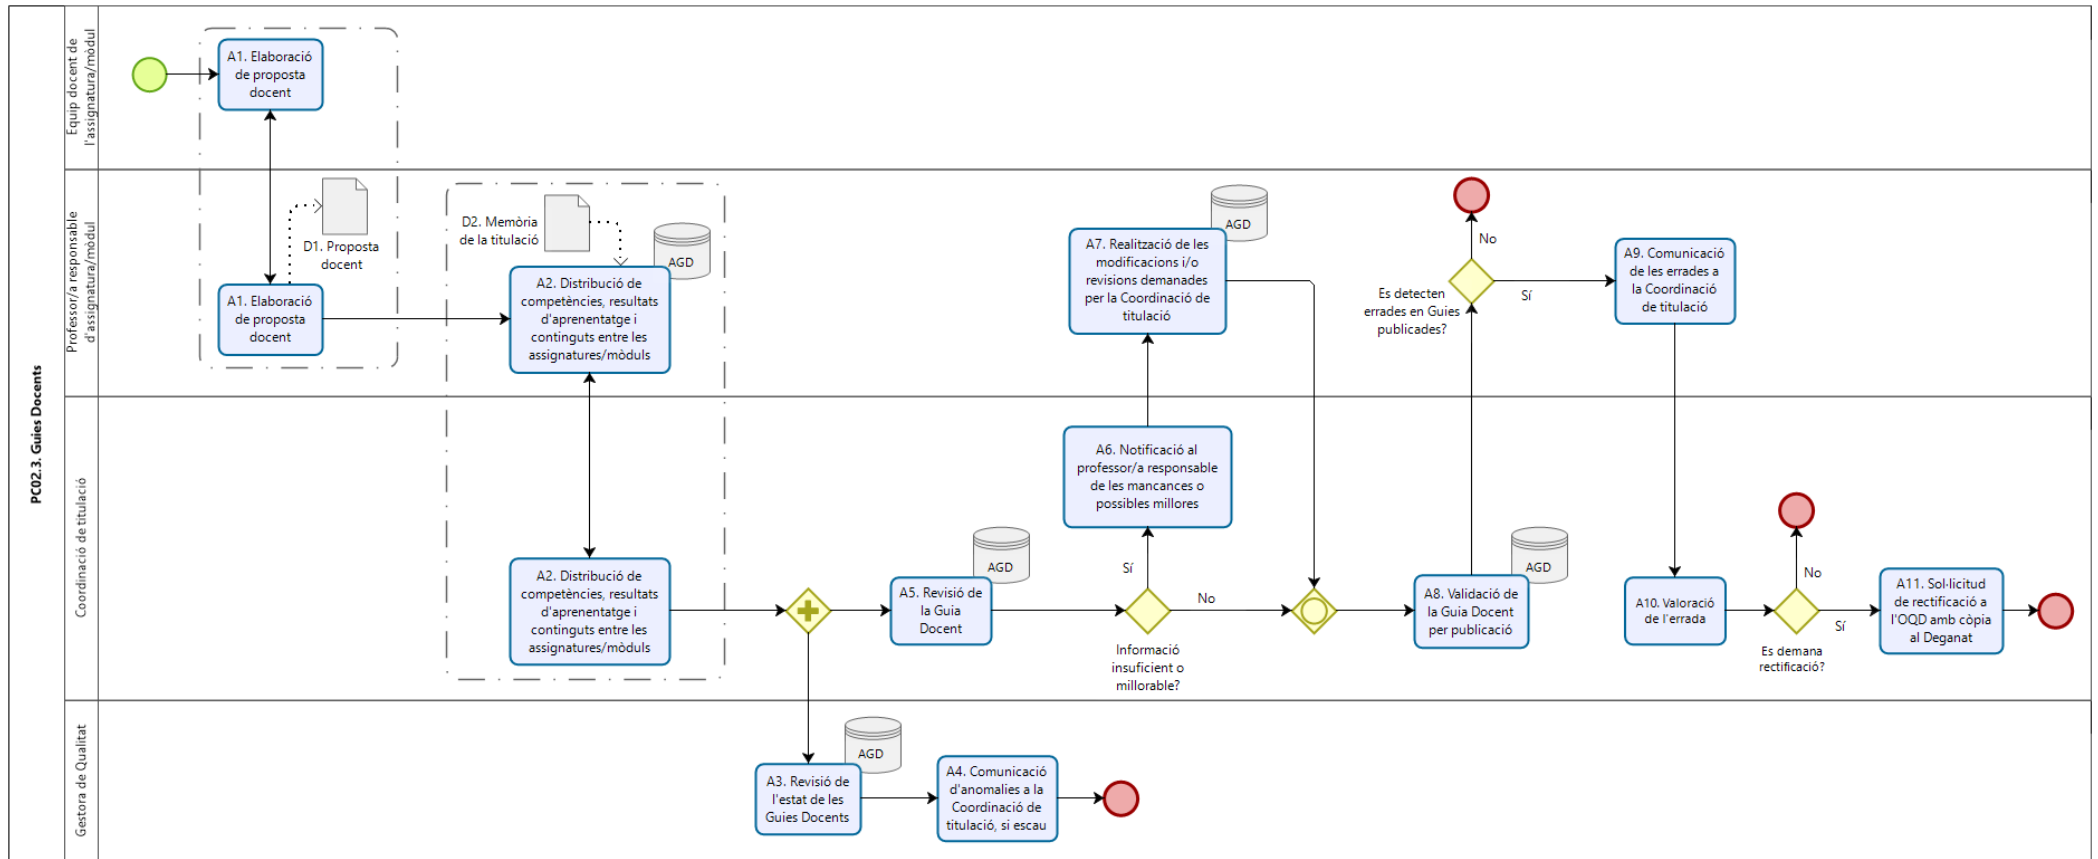 PC02.3. Guies Docents
Equip docent de
l'assignatura/mòdul
A1. Elaboració
de proposta
docent
Professor/a responsable
d'assignatura/mòdul
A1. Elaboració
de proposta
docent
D1. Proposta
docent
D2. Memòria
de la titulació
AGD
A2. Distribució de
competències, resultats
d'aprenentatge i
continguts entre les
assignatures/mòduls
AGD
A7. Realització de les
modificacions i/o
revisions demanades
per la Coordinació de
titulació
No
Es detecten
errades en Guies
publicades?
Sí
A9. Comunicació
de les errades a
la Coordinació
de titulació
Coordinació de titulació
A2. Distribució de
competències, resultats
d'aprenentatge i
continguts entre les
assignatures/mòduls
AGD
A5. Revisió de
la Guia
Docent
A6. Notificació al
professor/a responsable
de les mancances o
possibles millores
Sí
No
Informació
insuficient o
millorable?
AGD
A8. Validació de
la Guia Docent
per publicació
A10. Valoració
de l'errada
No
Sí
Es demana
rectificació?
A11. Sol·licitud
de rectificació a
l'OQD amb còpia
al Deganat
Gestora de Qualitat
AGD
A3. Revisió de
l'estat de les
Guies Docents
A4. Comunicació
d'anomalies a la
Coordinació de
titulació, si escau